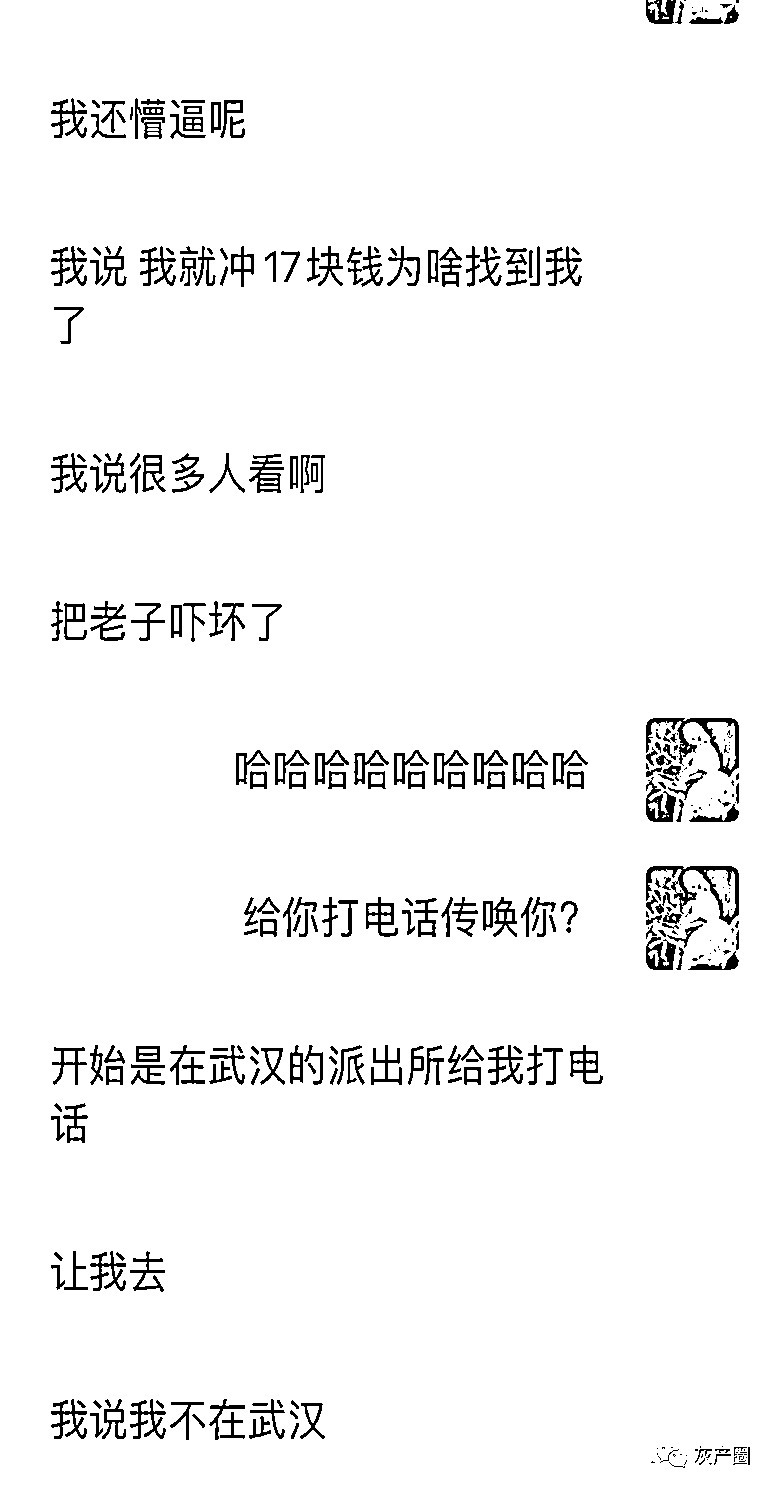 我还懵逼呢
我说 我就冲17块钱为啥找到我
了
我说很多人看啊
把老子吓坏了
哈哈哈哈哈哈哈哈哈
给你打电话传唤你?
开始是在武汉的派出所给我打电
话
让我去
我说我不在武汉
灰产圈